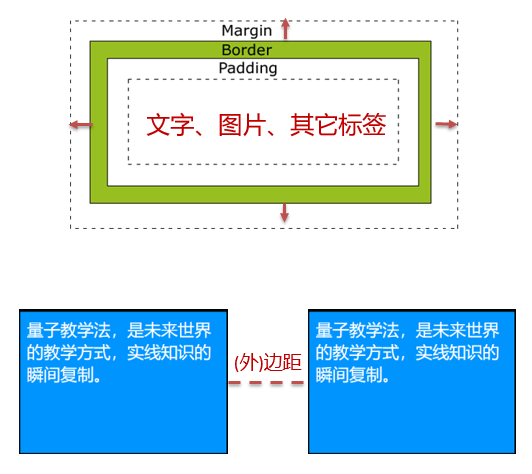 Margin
Border
Padding
文字、图片、其它标签
量子教学法，是未来世界
的教学方式，实线知识的
瞬间复制。
(外)边距
量子教学法，是未来世界
的教学方式，实线知识的
瞬间复制。